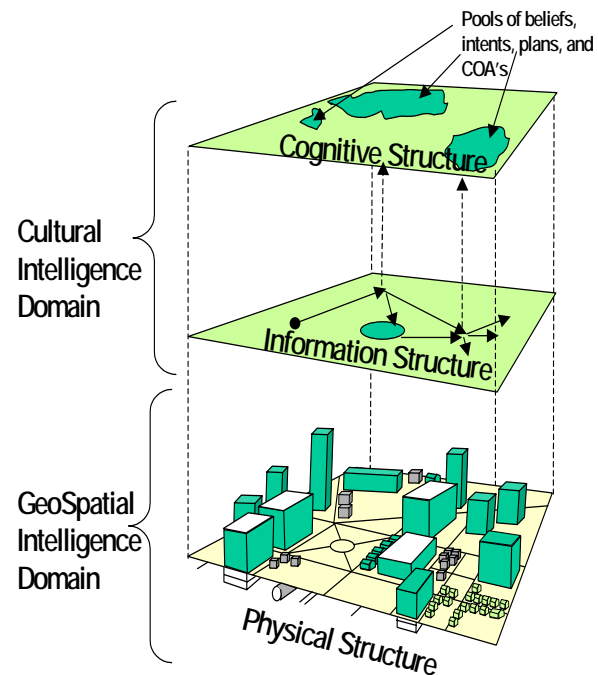 Pools of beliefs,
intents, plans, and
COA's
Cognitive Structure
Cultural
Intelligence
Domain
Information Structure
GeoSpatial
Intelligence
Domain
Physical Structure